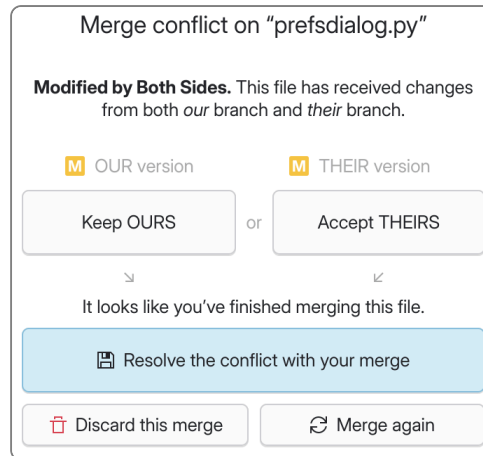 Merge conflict on “prefsdialog.py”
Modified by Both Sides. This file has received changes
from both our branch and their branch.
M OUR version
M THEIR version
Keep OURS
or
Accept THEIRS
It looks like you’ve finished merging this file.
Resolve the conflict with your merge
Discard this merge
Merge again